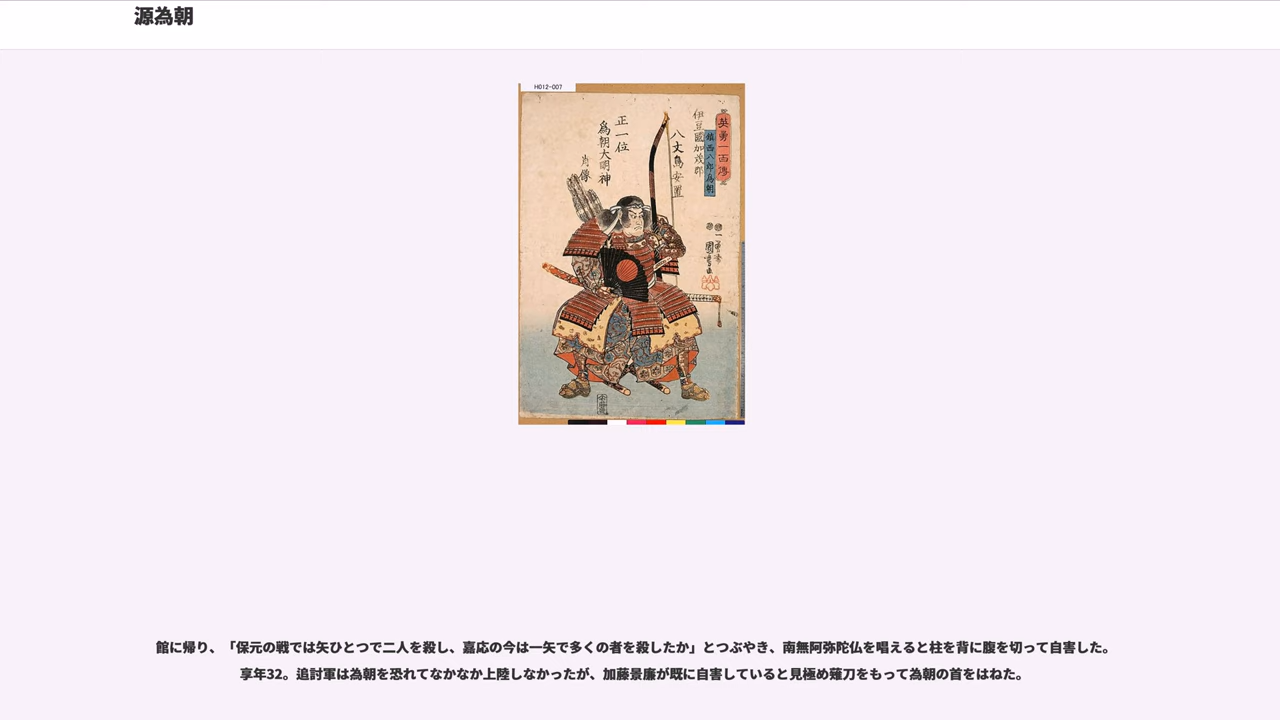 源為朝
H012-007
英勇一百傳
鎮西八郎為朝
伊豆國加茂郡
八丈島安置
正一位
為朝大明神
肖像
館に帰り、「保元の戦では矢ひとつで二人を殺し、嘉応の今は一矢で多くの者を殺したか」とつぶやき、南無阿弥陀仏を唱えると柱を背に腹を切って自害した。
享年32。追討軍は為朝を恐れてなかなか上陸しなかったが、加藤景廉が既に自害していると見極め薙刀をもって為朝の首をはねた。